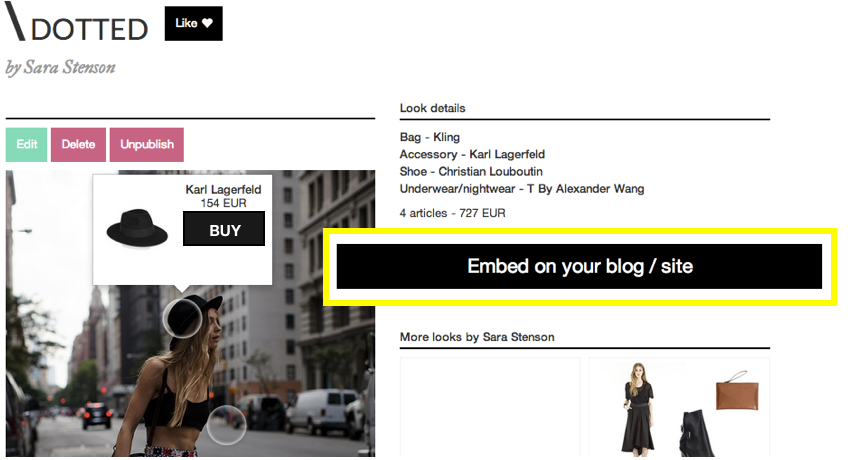 \DOTTED
Like
by Sara Stenson
Edit
Delete
Unpublish
Karl Lagerfeld
154 EUR
BUY
Look details
Bag - Kling
Accessory - Karl Lagerfeld
Shoe - Christian Louboutin
Underwear/nightwear - T By Alexander Wang
4 articles - 727 EUR
Embed on your blog / site
More looks by Sara Stenson